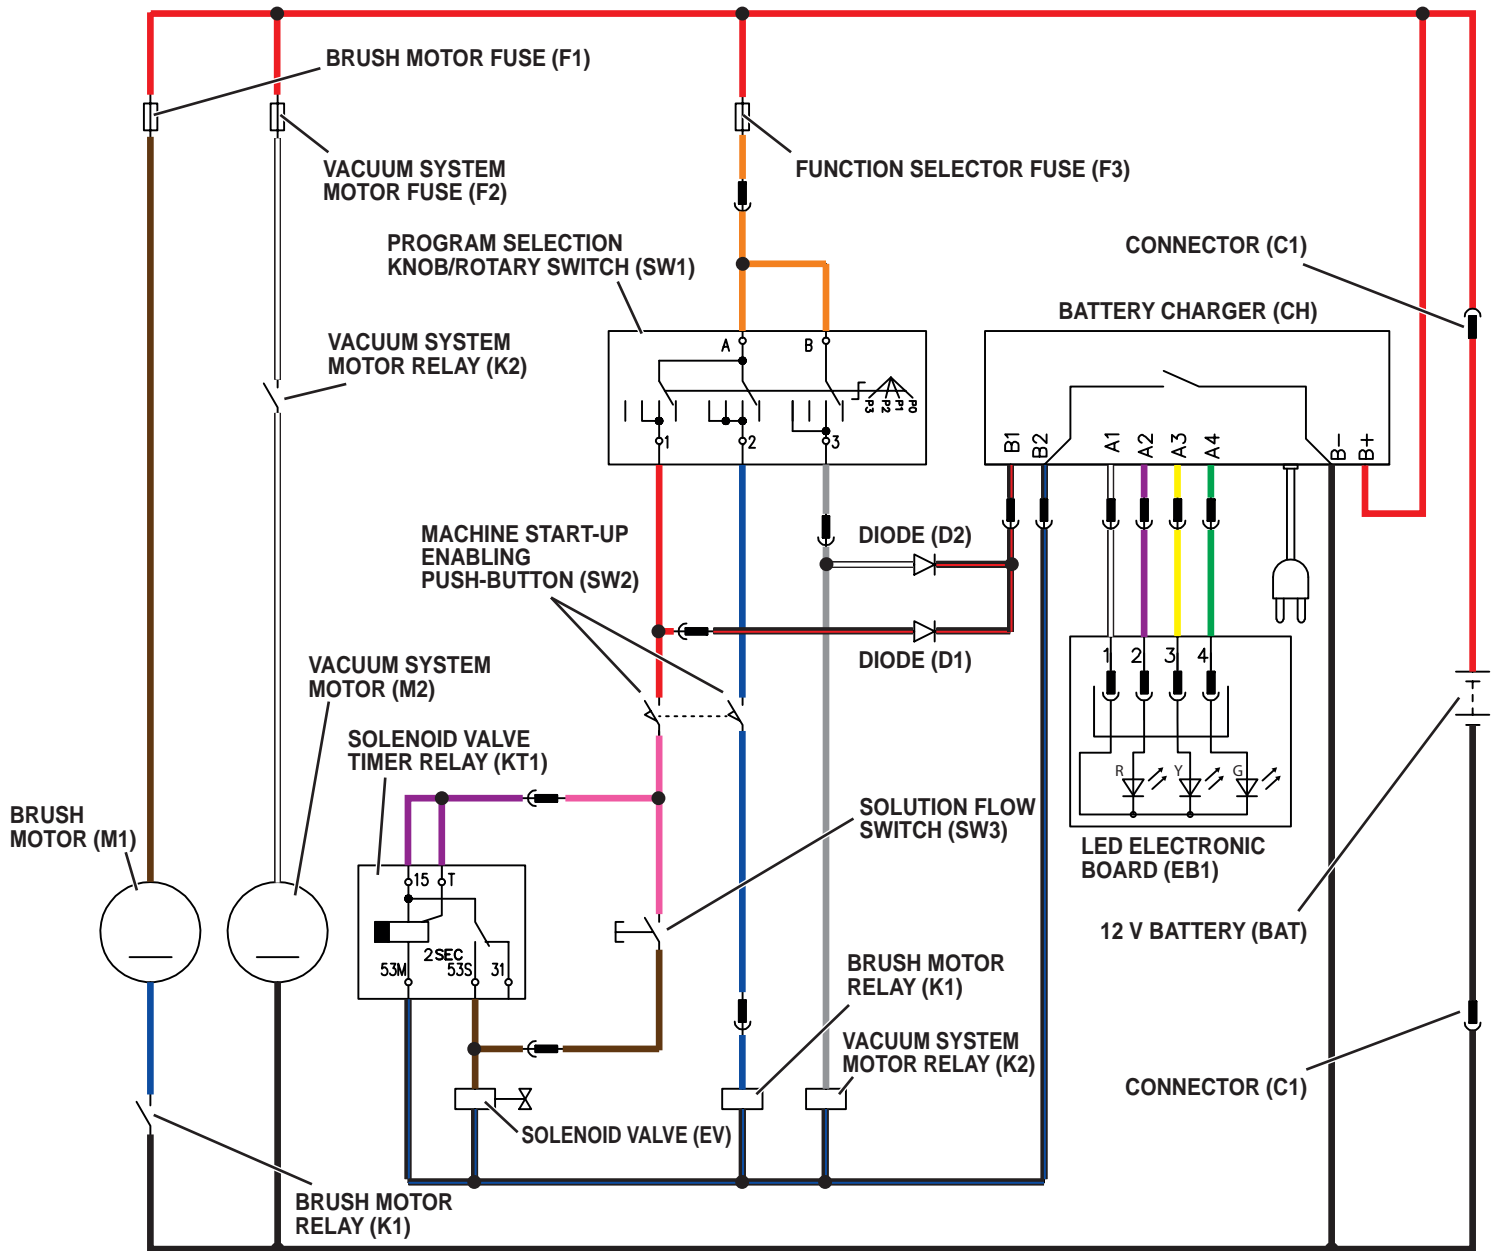 BRUSH MOTOR FUSE (F1)
VACUUM SYSTEM
MOTOR FUSE (F2)
FUNCTION SELECTOR FUSE (F3)
PROGRAM SELECTION
KNOB/ROTARY SWITCH (SW1)
CONNECTOR (C1)
BATTERY CHARGER (CH)
VACUUM SYSTEM
MOTOR RELAY (K2)
A B
P3 P2 P1 P0
1 2 3
B1 B2 A1 A2 A3 A4 B- B+
MACHINE START-UP
ENABLING
PUSH-BUTTON (SW2)
DIODE (D2)
DIODE (D1)
VACUUM SYSTEM
MOTOR (M2)
1 2 3 4
SOLENOID VALVE
TIMER RELAY (KT1)
R Y G
BRUSH
MOTOR (M1)
SOLUTION FLOW
SWITCH (SW3)
LED ELECTRONIC
BOARD (EB1)
15 T
2SEC
53M 53S 31
12 V BATTERY (BAT)
BRUSH MOTOR
RELAY (K1)
VACUUM SYSTEM
MOTOR RELAY (K2)
CONNECTOR (C1)
SOLENOID VALVE (EV)
BRUSH MOTOR
RELAY (K1)